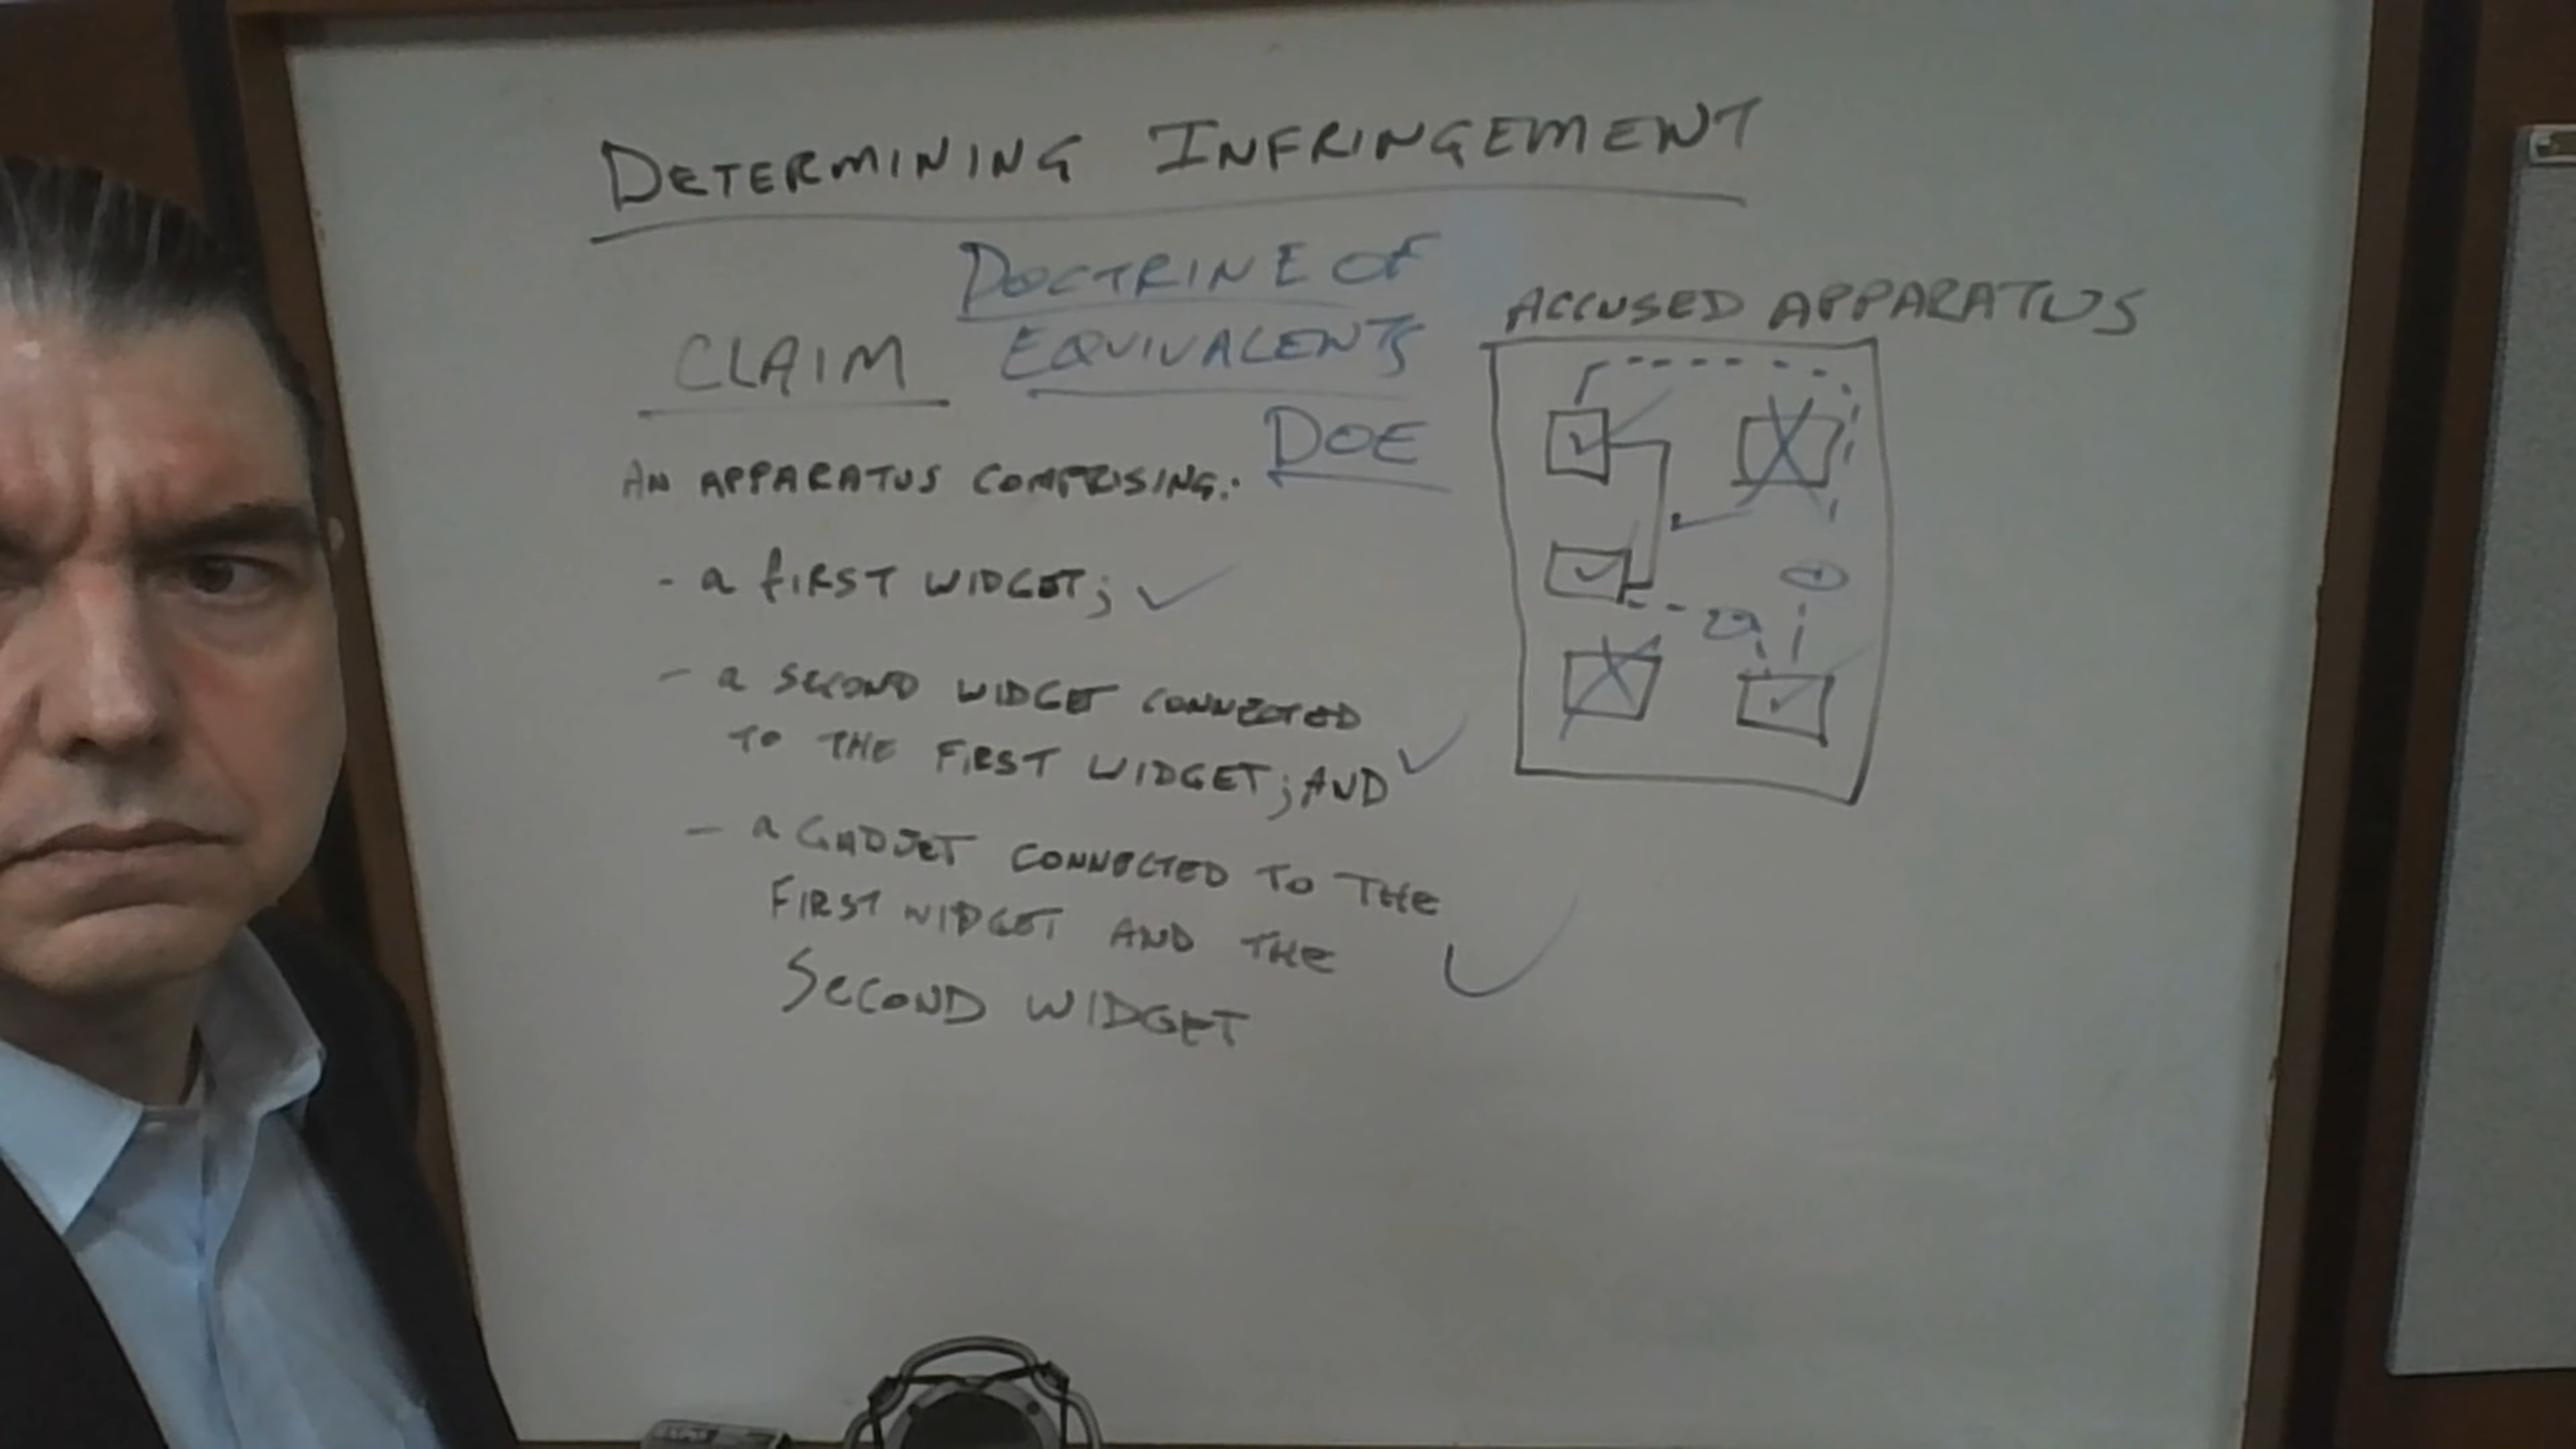 DETERMINING INFRINGEMENT
DOCTRINE OF
EQUIVALENTS
DOE
CLAIM
AN APPARATUS COMPRISING:
- a FIRST WIDGET;
- a SECOND WIDGET CONNECTED
TO THE FIRST WIDGET; AND
- a GADJET CONNECTED TO THE
FIRST WIDGET AND THE
SECOND WIDGET
ACCUSED APPARATUS